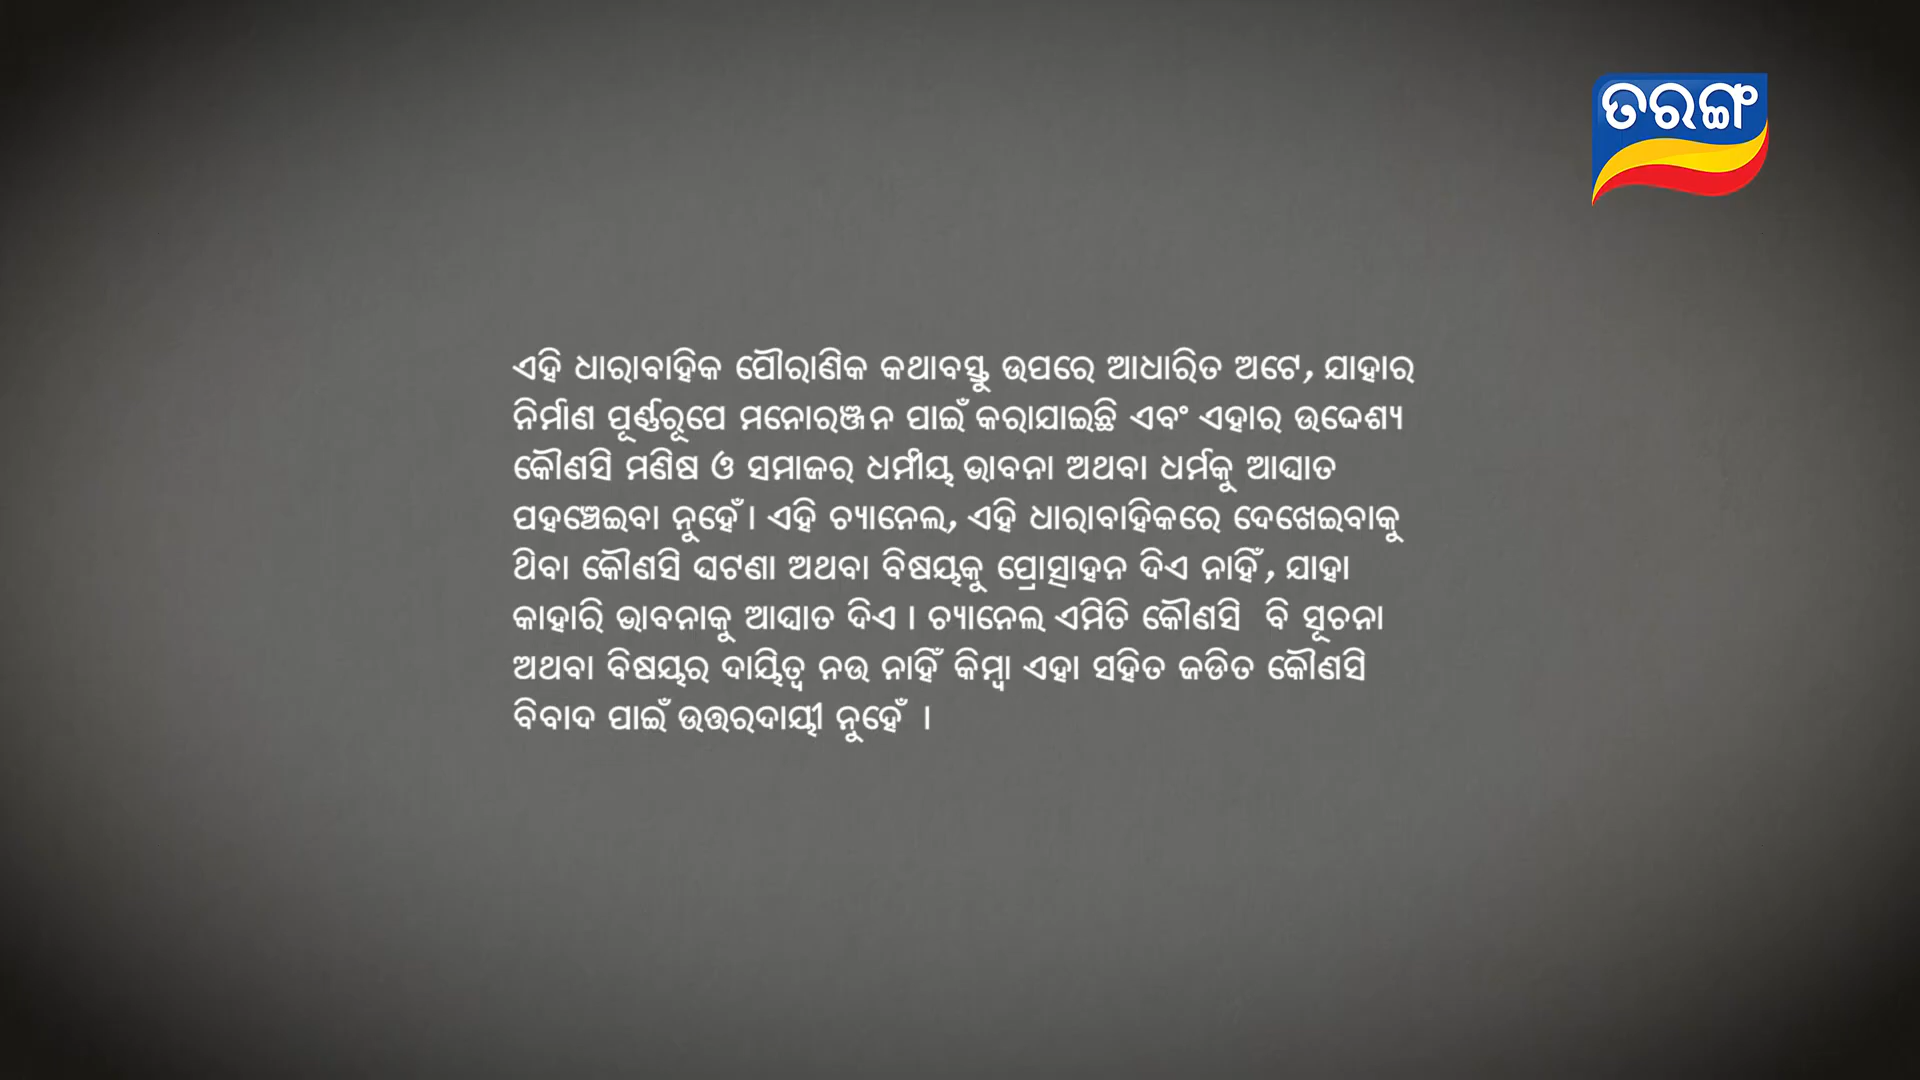 ତରଙ୍ଗ
ଏହି ଧାରାବାହିକ ପୌରାଣିକ କଥାବସ୍ତୁ ଉପରେ ଆଧାରିତ ଅଟେ, ଯାହାର
ନିର୍ମାଣ ପୂର୍ଣ୍ଣରୂପେ ମନୋରଞ୍ଜନ ପାଇଁ କରାଯାଇଛି ଏବଂ ଏହାର ଉଦ୍ଦେଶ୍ୟ
କୌଣସି ମଣିଷ ଓ ସମାଜର ଧର୍ମୀୟ ଭାବନା ଅଥବା ଧର୍ମକୁ ଆଘାତ
ପହଞ୍ଚେଇବା ନୁହେଁ। ଏହି ଚ୍ୟାନେଲ, ଏହି ଧାରାବାହିକରେ ଦେଖେଇବାକୁ
ଥିବା କୌଣସି ଘଟଣା ଅଥବା ବିଷୟକୁ ପ୍ରୋତ୍ସାହନ ଦିଏ ନାହିଁ, ଯାହା
କାହାରି ଭାବନାକୁ ଆଘାତ ଦିଏ । ଚ୍ୟାନେଲ ଏମିତି କୌଣସି ବି ସୂଚନା
ଅଥବା ବିଷୟର ଦାୟିତ୍ୱ ନଉ ନାହିଁ କିମ୍ବା ଏହା ସହିତ ଜଡିତ କୌଣସି
ବିବାଦ ପାଇଁ ଉତ୍ତରଦାୟୀ ନୁହେଁ ।